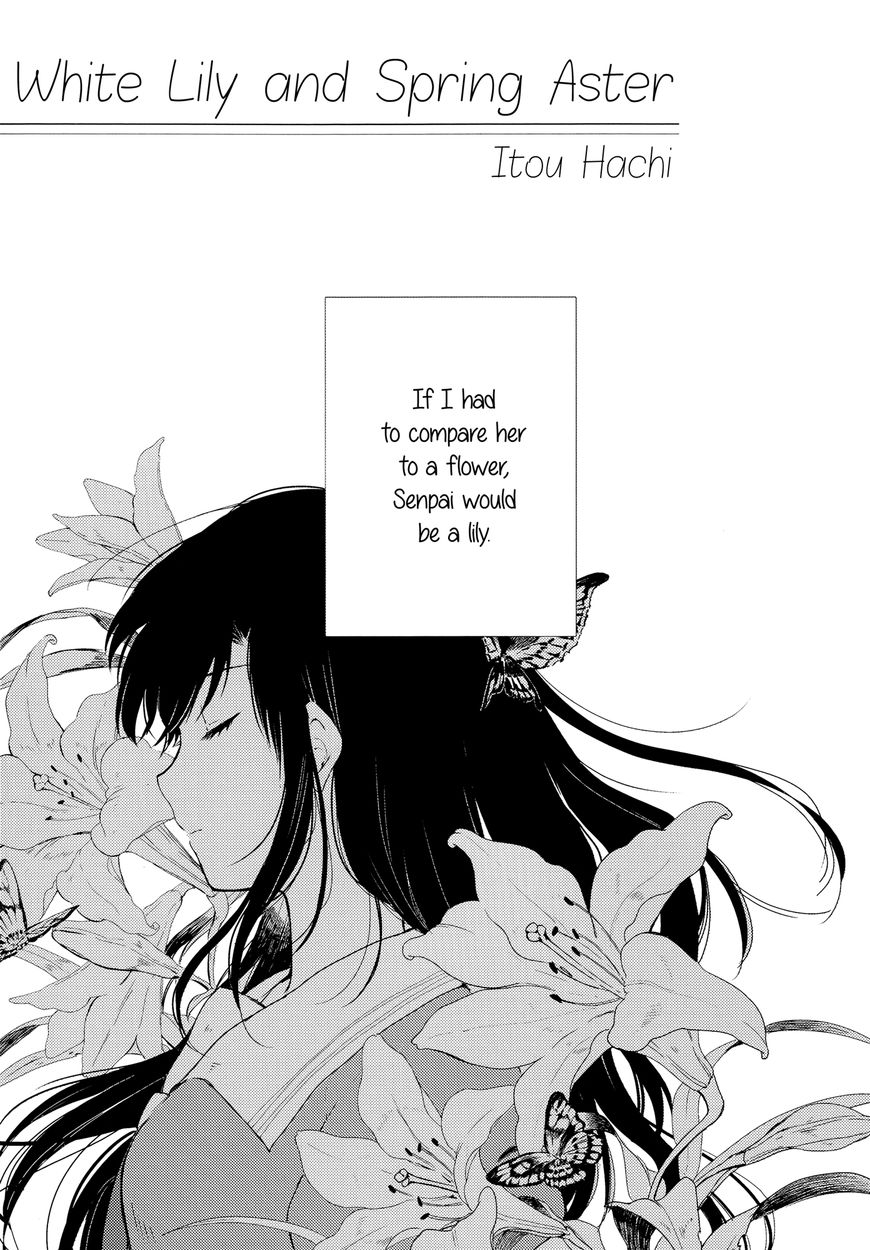 White Lily and Spring Aster
Itou Hachi
If I had
to compare her
to a flower,
Senpai would
be a lily.